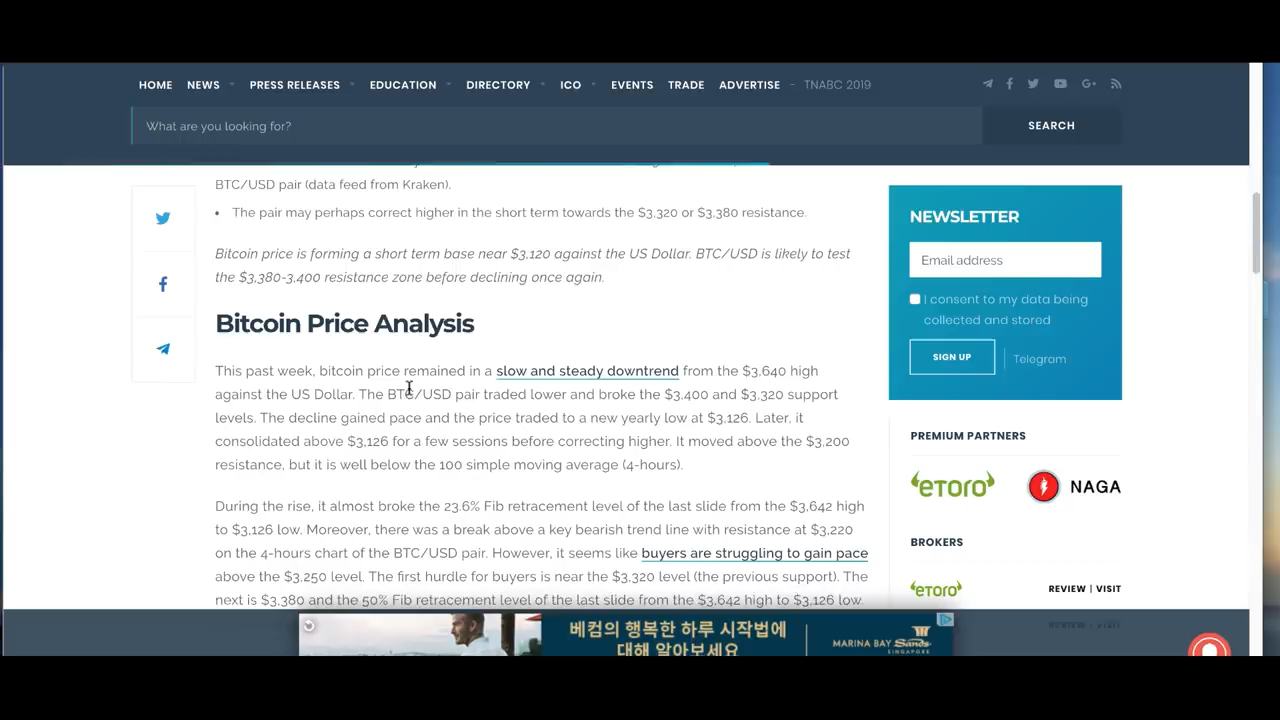 HOME NEWS PRESS RELEASES EDUCATION DIRECTORY ICO EVENTS TRADE ADVERTISE – TNABC 2019
What are you looking for? SEARCH
BTC/USD pair (data feed from Kraken).
• The pair may perhaps correct higher in the short term towards the $3,320 or $3,380 resistance.
Bitcoin price is forming a short term base near $3,120 against the US Dollar. BTC/USD is likely to test
the $3,380-3,400 resistance zone before declining once again.
Bitcoin Price Analysis
This past week, bitcoin price remained in a slow and steady downtrend from the $3,640 high
against the US Dollar. The BTC/USD pair traded lower and broke the $3,400 and $3,320 support
levels. The decline gained pace and the price traded to a new yearly low at $3,126. Later, it
consolidated above $3,126 for a few sessions before correcting higher. It moved above the $3,200
resistance, but it is well below the 100 simple moving average (4-hours).
During the rise, it almost broke the 23.6% Fib retracement level of the last slide from the $3,642 high
to $3,126 low. Moreover, there was a break above a key bearish trend line with resistance at $3,220
on the 4-hours chart of the BTC/USD pair. However, it seems like buyers are struggling to gain pace
above the $3,250 level. The first hurdle for buyers is near the $3,320 level (the previous support). The
next is $3,380 and the 50% Fib retracement level of the last slide from the $3,642 high to $3,126 low.
NEWSLETTER
Email address
I consent to my data being
collected and stored
SIGN UP Telegram
PREMIUM PARTNERS
eToro NAGA
BROKERS
eToro REVIEW | VISIT
REVIEW | VISIT
베컴의 행복한 하루 시작법에
대해 알아보세요
MARINA BAY Sands
SINGAPORE